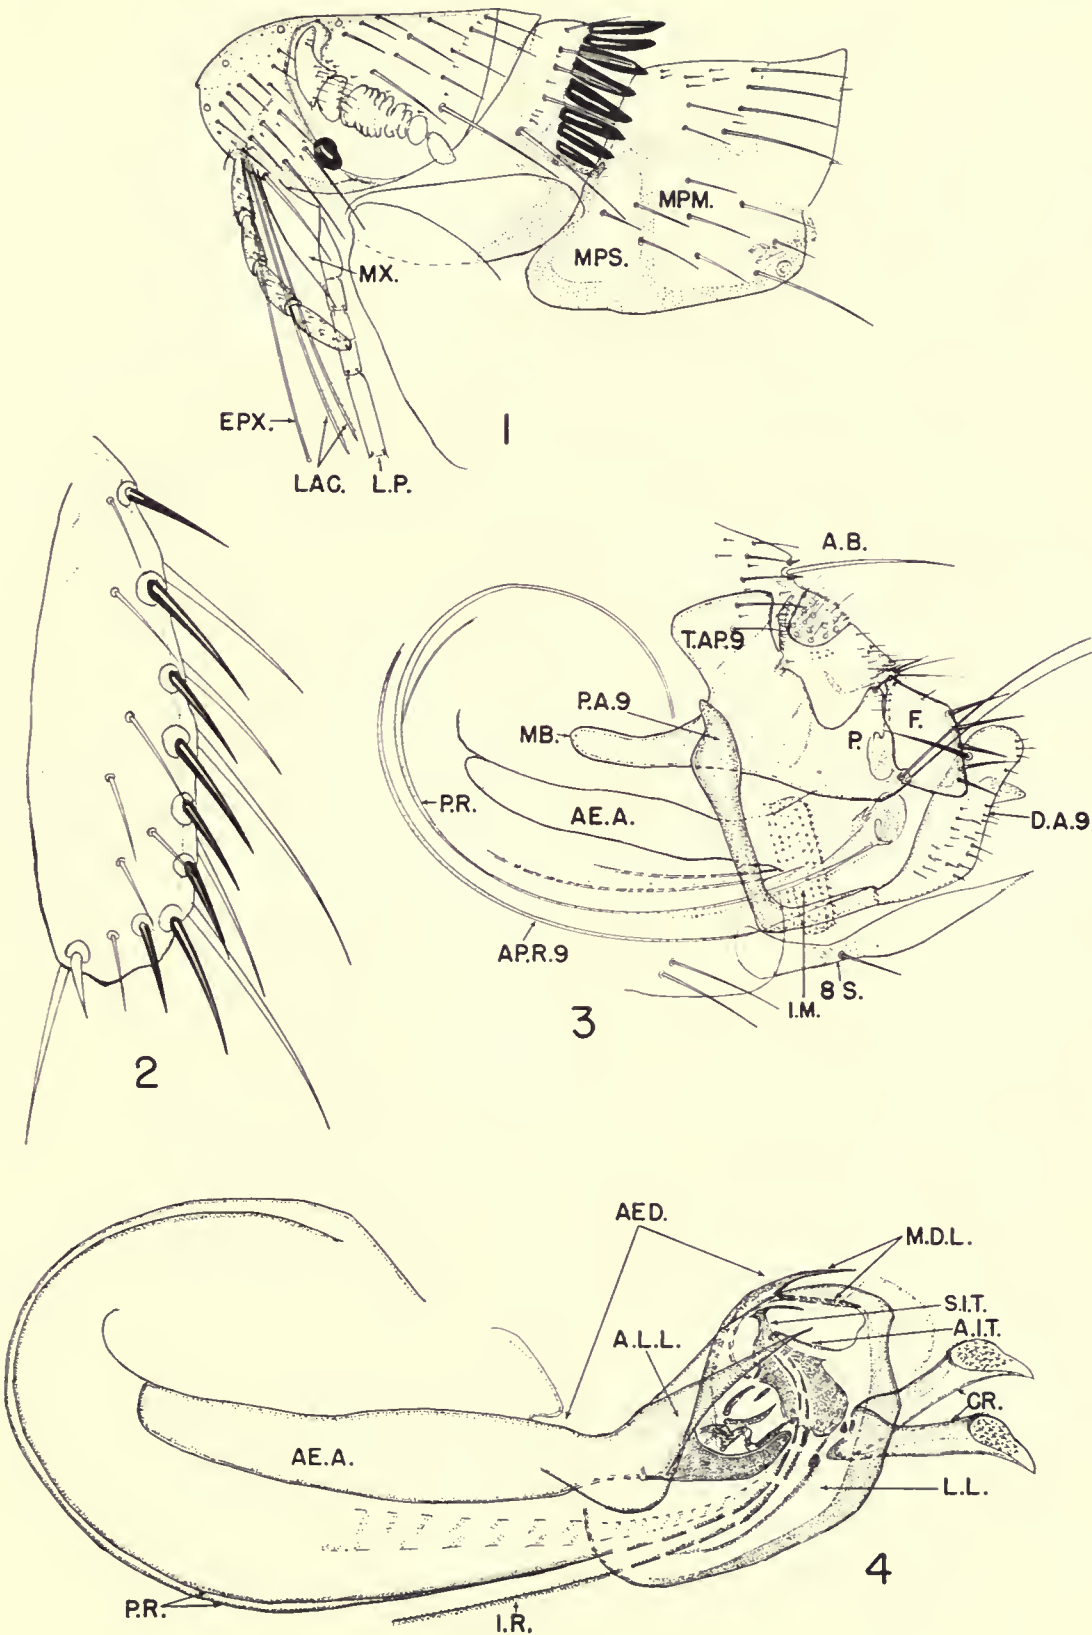 MPM.
MPS.
MX.
EPX.
LAC. L.P.
1
2
A.B.
T.AP.9
P.A.9
F.
MB.
P.
P.R.
AE.A.
D.A.9
AP.R.9
8 S.
I.M.
3
AED.
M.D.L.
S.I.T.
A.L.L.
A.I.T.
CR.
AE.A.
L.L.
4
P.R.
I.R.